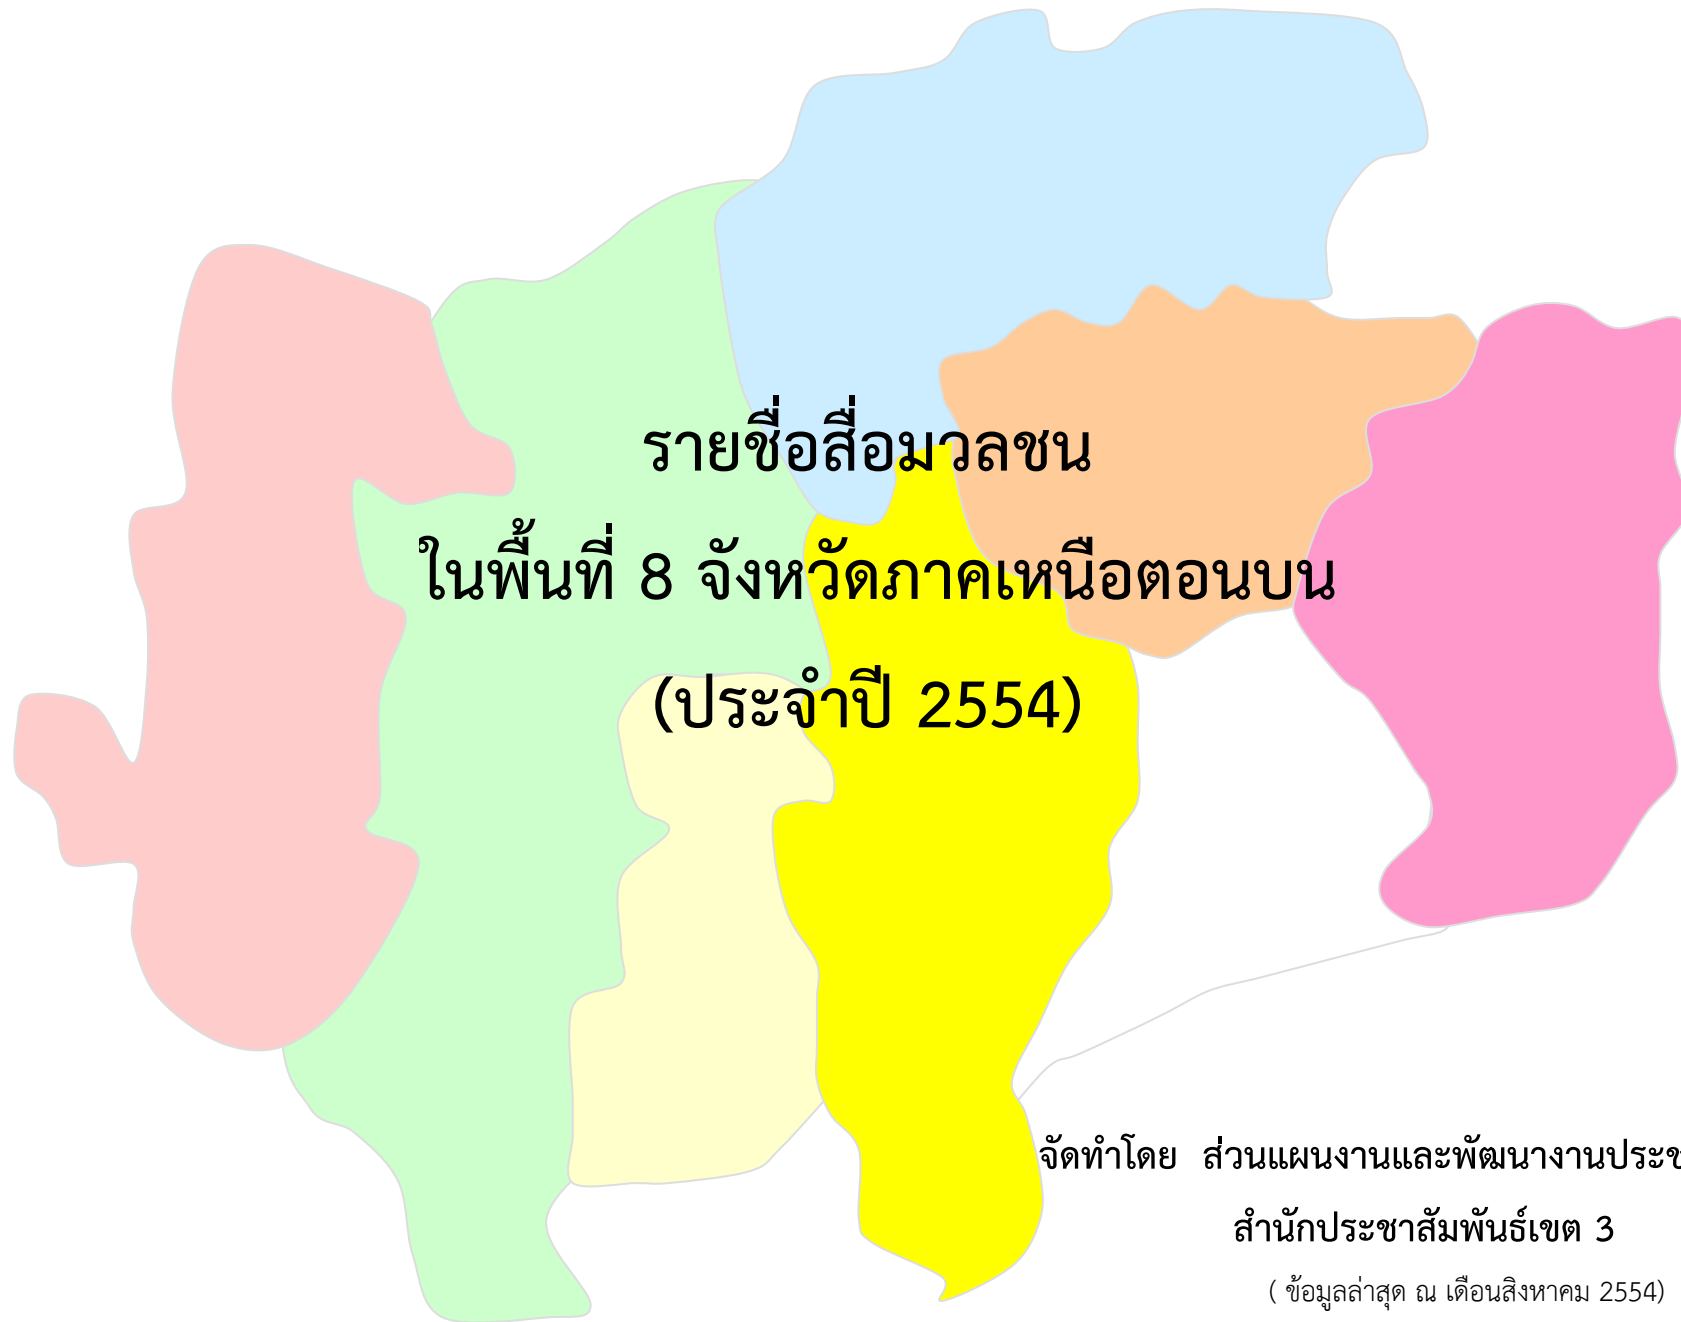 รายชื่อสื่อมวลชน
ในพื้นที่ 8 จังหวัดภาคเหนือตอนบน
(ประจำปี 2554)
จัดทำโดย ส่วนแผนงานและพัฒนางานประช
สำนักประชาสัมพันธ์เขต 3
( ข้อมูลล่าสุด ณ เดือนสิงหาคม 2554)